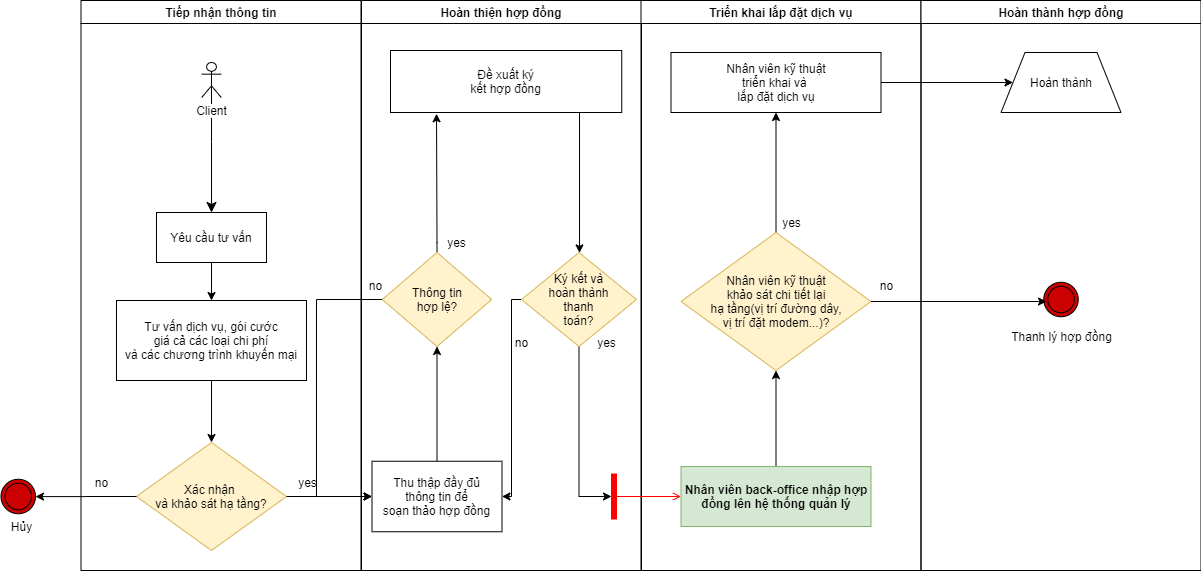 Tiếp nhận thông tin
Hoàn thiện hợp đồng
Triển khai lắp đặt dịch vụ
Hoàn thành hợp đồng
Client
Yêu cầu tư vấn
Tư vấn dịch vụ, gói cước
giá cả các loại chi phí
và các chương trình khuyến mại
Xác nhận
và khảo sát hạ tầng?
no
yes
Hủy
Đề xuất ký
kết hợp đồng
yes
no
Thông tin
hợp lệ?
Ký kết và
hoàn thành
thanh
toán?
no
yes
Thu thập đầy đủ
thông tin để
soạn thảo hợp đồng
Nhân viên kỹ thuật
triển khai và
lắp đặt dịch vụ
yes
Nhân viên kỹ thuật
khảo sát chi tiết lại
hạ tầng(vị trí đường dây,
vị trí đặt modem...)?
no
Nhân viên back-office nhập hợp
đồng lên hệ thống quản lý
Hoàn thành
Thanh lý hợp đồng